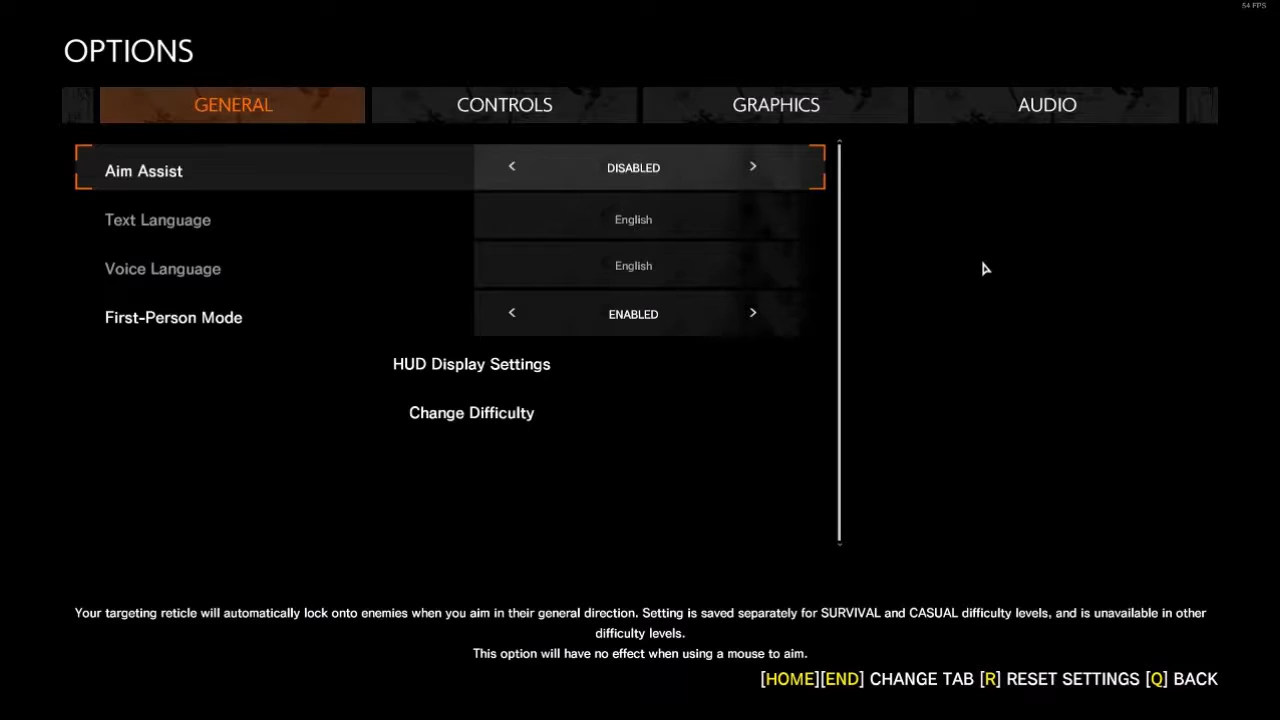 54 FPS
OPTIONS
GENERAL CONTROLS GRAPHICS AUDIO
Aim Assist < DISABLED >
Text Language English
Voice Language English
First-Person Mode < ENABLED >
HUD Display Settings
Change Difficulty
Your targeting reticle will automatically lock onto enemies when you aim in their general direction. Setting is saved separately for SURVIVAL and CASUAL difficulty levels, and is unavailable in other
difficulty levels.
This option will have no effect when using a mouse to aim.
[HOME][END] CHANGE TAB [R] RESET SETTINGS [Q] BACK